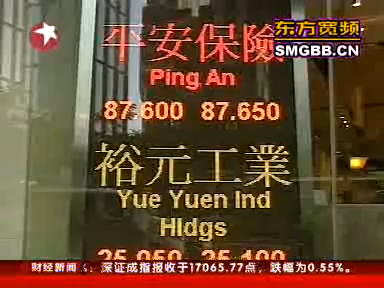 东方宽频
SMGBB.CN
平安保險
Ping An
87.600 87.650
裕元工業
Yue Yuen Ind
Hldgs
25.050 25.100
财经新闻 深证成指报收于17065.77点，跌幅为0.55%。